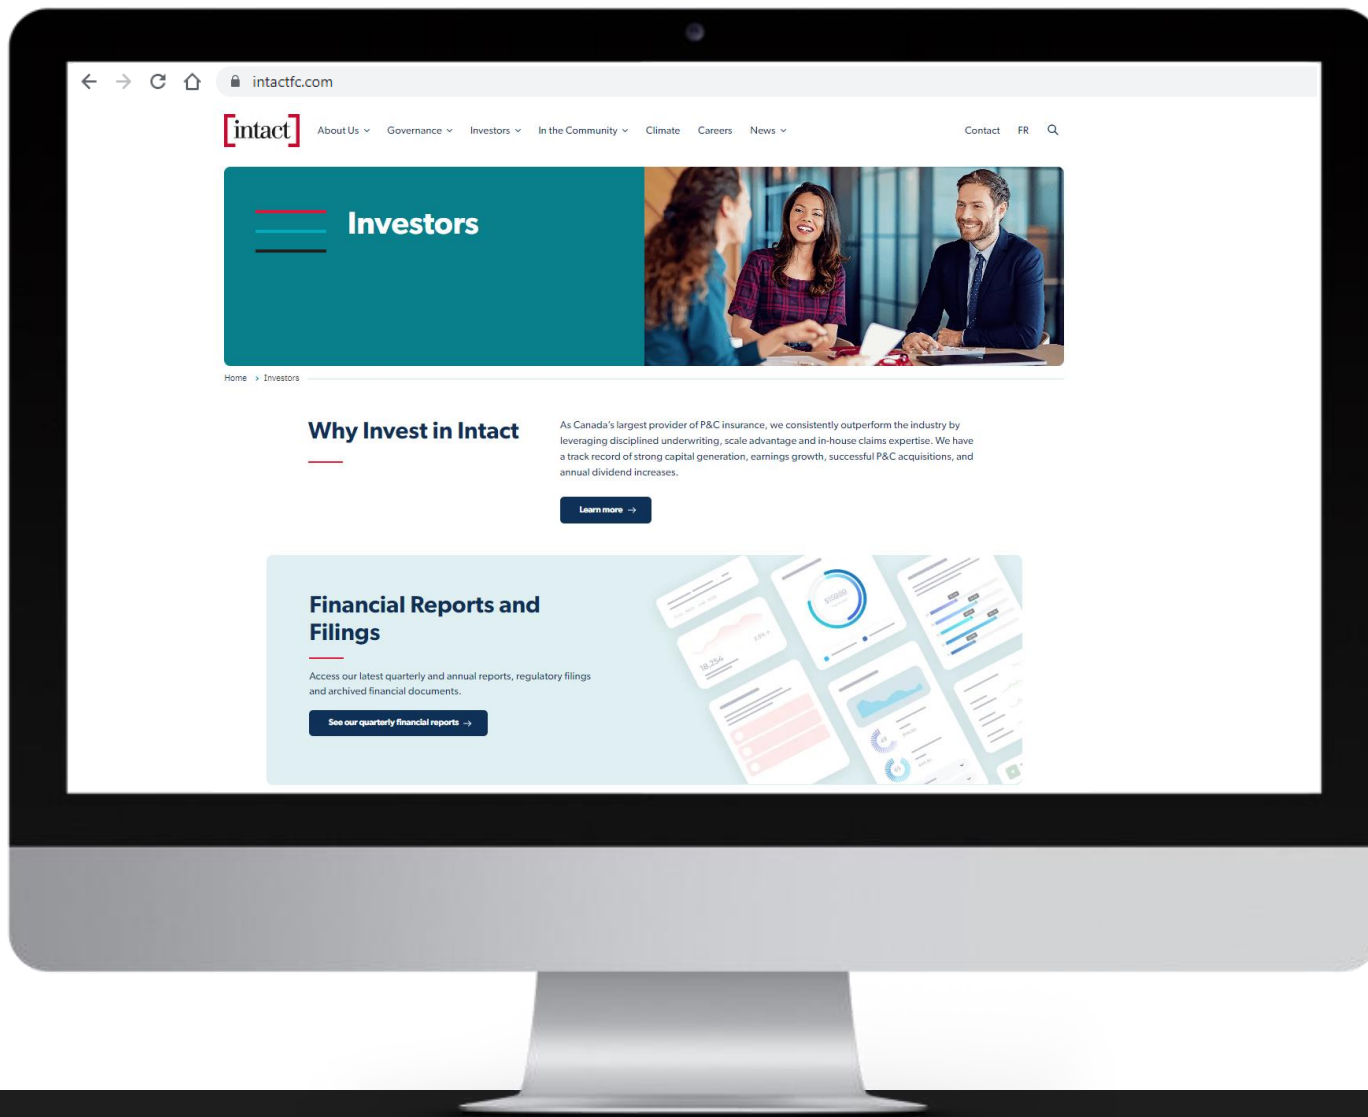 intactfc.com
[intact] About Us Governance Investors In the Community Climate Careers News Contact FR
Investors
Home > Investors
Why Invest in Intact
As Canada's largest provider of P&C insurance, we consistently outperform the industry by
leveraging disciplined underwriting, scale advantage and in-house claims expertise. We have
a track record of strong capital generation, earnings growth, successful P&C acquisitions, and
annual dividend increases.
Learn more →
Financial Reports and
Filings
Access our latest quarterly and annual reports, regulatory filings
and archived financial documents.
See our quarterly financial reports →
18,254